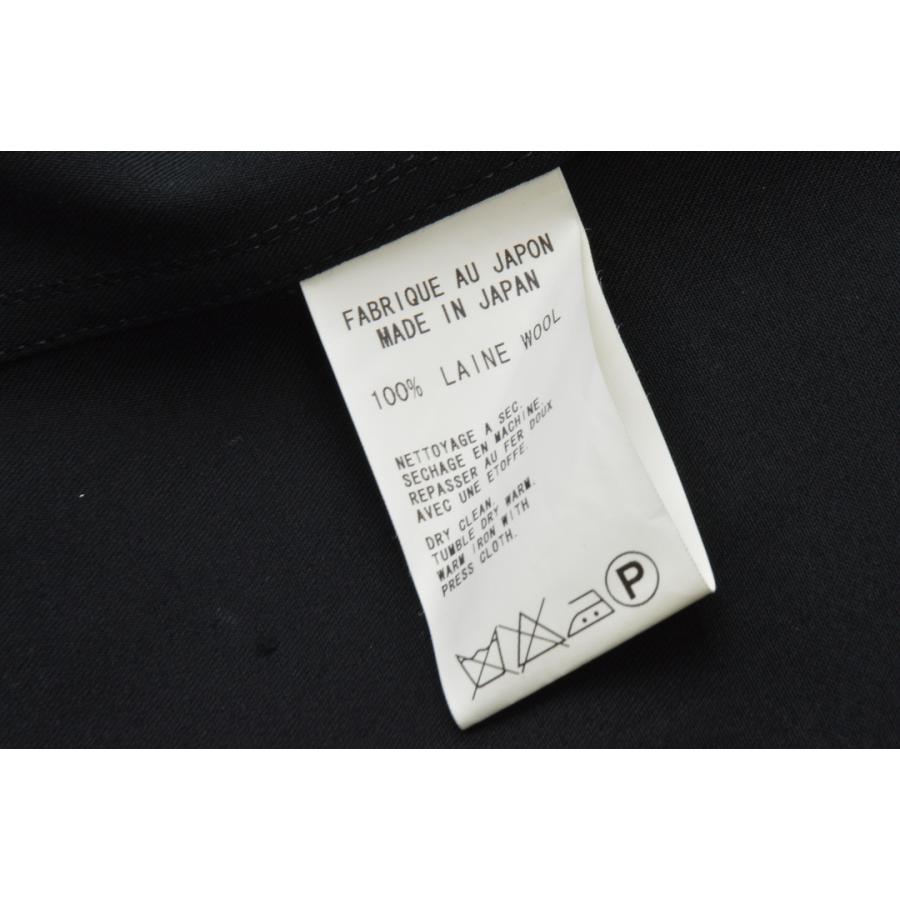 FABRIQUE AU JAPON
MADE IN JAPAN
100% LAINE WOOL
NETTOYAGE A SEC.
SECHAGE EN MACHINE.
REPASSER AU FER DOUX
AVEC UNE ETOFFE.
DRY CLEAN.
TUMBLE DRY WARM.
WARM IRON WITH
PRESS CLOTH.
P